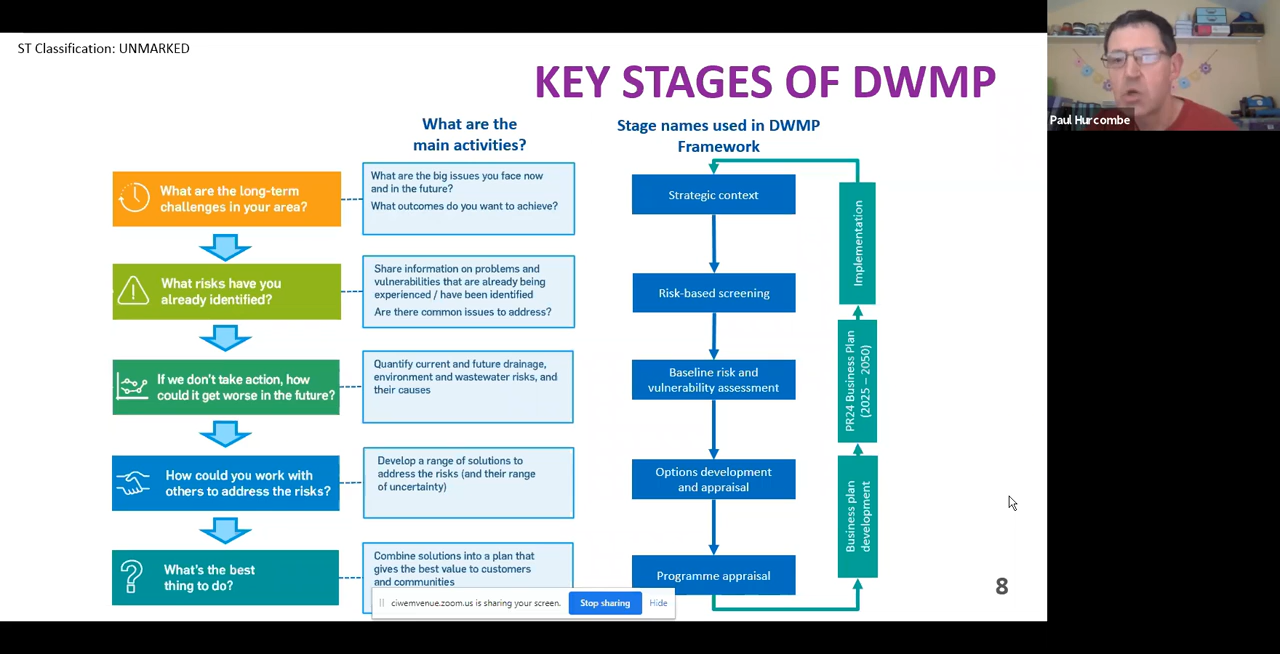 ST Classification: UNMARKED
KEY STAGES OF DWMP
Paul Hurcombe
What are the
main activities?
Stage names used in DWMP
Framework
What are the long-term
challenges in your area?
What are the big issues you face now
and in the future?
What outcomes do you want to achieve?
Strategic context
What risks have you
already identified?
Share information on problems and
vulnerabilities that are already being
experienced / have been identified
Are there common issues to address?
Risk-based screening
If we don't take action, how
could it get worse in the future?
Quantify current and future drainage,
environment and wastewater risks, and
their causes
Baseline risk and
vulnerability assessment
How could you work with
others to address the risks?
Develop a range of solutions to
address the risks (and their range
of uncertainty)
Options development
and appraisal
What's the best
thing to do?
Combine solutions into a plan that
gives the best value to customers
and communities
Programme appraisal
Implementation
PR24 Business Plan
(2025 – 2050)
Business plan
development
8
ciwemvenue.zoom.us is sharing your screen.
Stop sharing
Hide